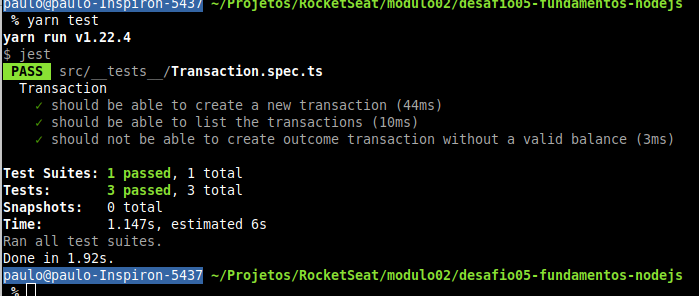 paulo@paulo-Inspiron-5437 ~/Projetos/RocketSeat/modulo02/desafio05-fundamentos-nodejs
% yarn test
yarn run v1.22.4
$ jest
PASS src/__tests__/Transaction.spec.ts
Transaction
✓ should be able to create a new transaction (44ms)
✓ should be able to list the transactions (10ms)
✓ should not be able to create outcome transaction without a valid balance (3ms)
Test Suites: 1 passed, 1 total
Tests: 3 passed, 3 total
Snapshots: 0 total
Time: 1.147s, estimated 6s
Ran all test suites.
Done in 1.92s.
paulo@paulo-Inspiron-5437 ~/Projetos/RocketSeat/modulo02/desafio05-fundamentos-nodejs
%